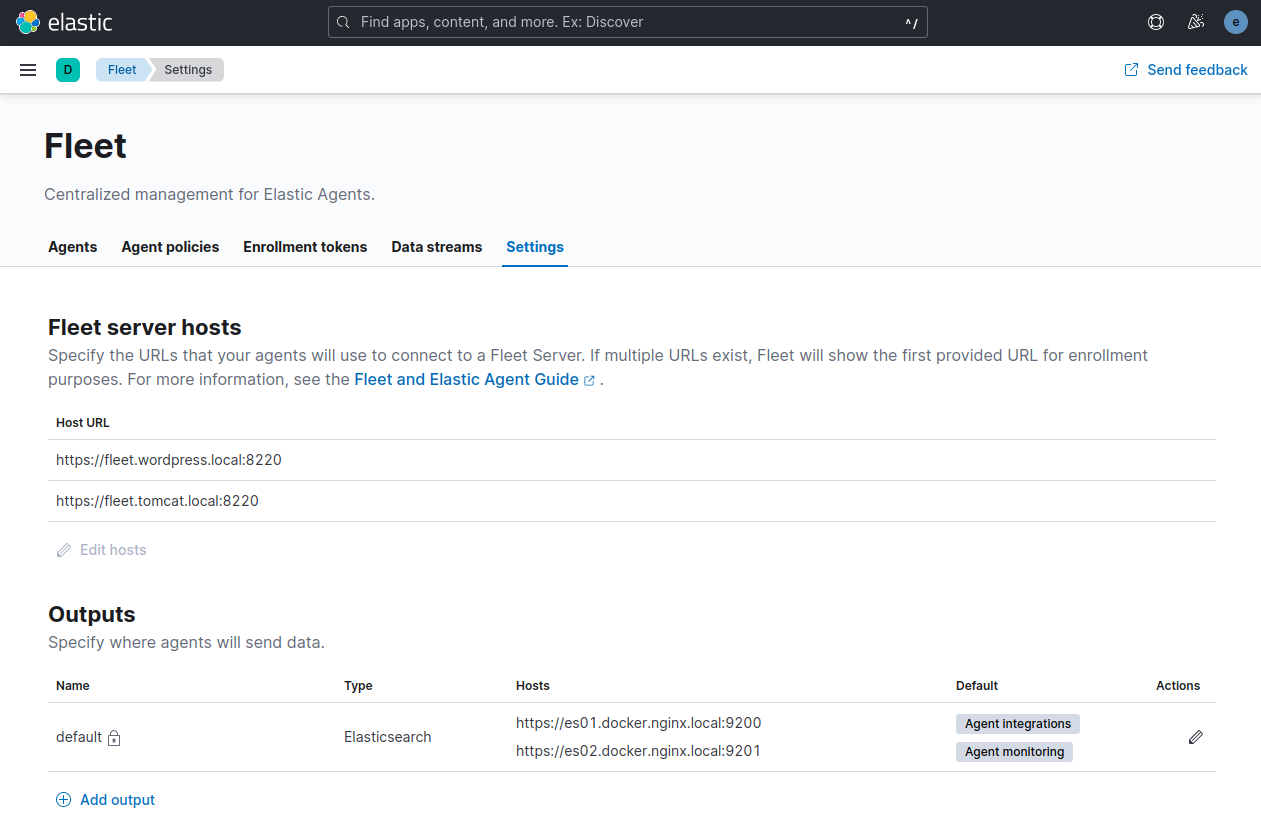 elastic
Find apps, content, and more. Ex: Discover
^/
e
D
Fleet
Settings
Send feedback
Fleet
Centralized management for Elastic Agents.
Agents
Agent policies
Enrollment tokens
Data streams
Settings
Fleet server hosts
Specify the URLs that your agents will use to connect to a Fleet Server. If multiple URLs exist, Fleet will show the first provided URL for enrollment
purposes. For more information, see the Fleet and Elastic Agent Guide .
Host URL
https://fleet.wordpress.local:8220
https://fleet.tomcat.local:8220
Edit hosts
Outputs
Specify where agents will send data.
Name Type Hosts Default Actions
default Elasticsearch
https://es01.docker.nginx.local:9200 Agent integrations
https://es02.docker.nginx.local:9201 Agent monitoring
Add output